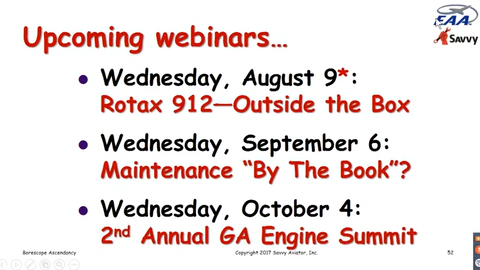 EAA
SAVVY
Upcoming webinars…
Wednesday, August 9*:
Rotax 912—Outside the Box
Wednesday, September 6:
Maintenance “By The Book”?
Wednesday, October 4:
2nd Annual GA Engine Summit
Borescope Ascendancy
Copyright 2017 Savvy Aviator, Inc.
52